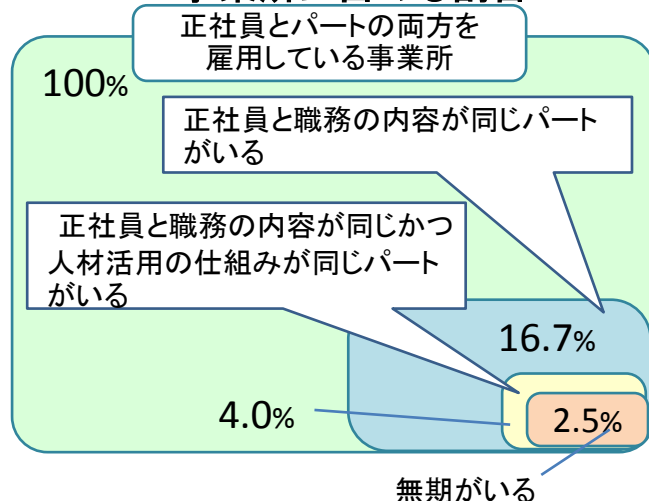 正社員とパートの両方を
雇用している事業所
100%
正社員と職務の内容が同じパート
がいる
正社員と職務の内容が同じかつ
人材活用の仕組みが同じパート
がいる
16.7%
4.0%
2.5%
無期がいる